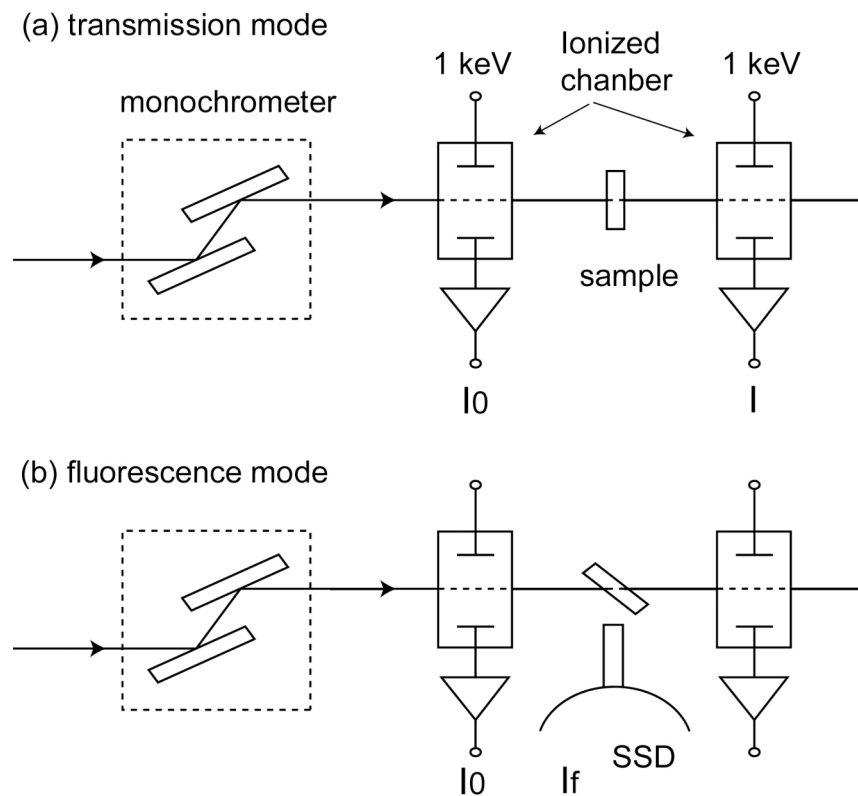 (a) transmission mode
monochrometer
1 keV
Ionized
chanber
1 keV
sample
I0
I
(b) fluorescence mode
I0
If
SSD